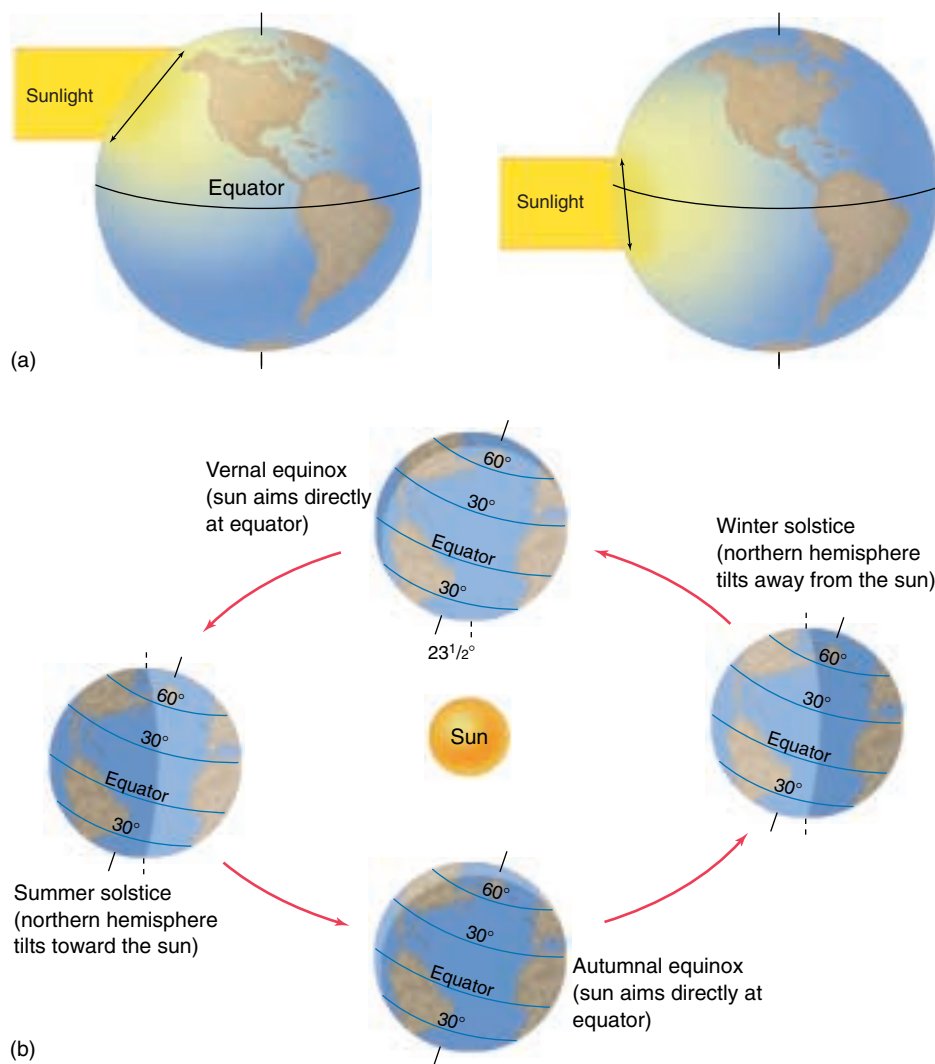 Sunlight
Equator
Sunlight
(a)
Vernal equinox
(sun aims directly
at equator)
60°
30°
Equator
30°
23 1/2°
Winter solstice
(northern hemisphere
tilts away from the sun)
60°
30°
Equator
30°
Sun
60°
30°
Equator
30°
Summer solstice
(northern hemisphere
tilts toward the sun)
60°
30°
Equator
30°
Autumnal equinox
(sun aims directly at
equator)
(b)